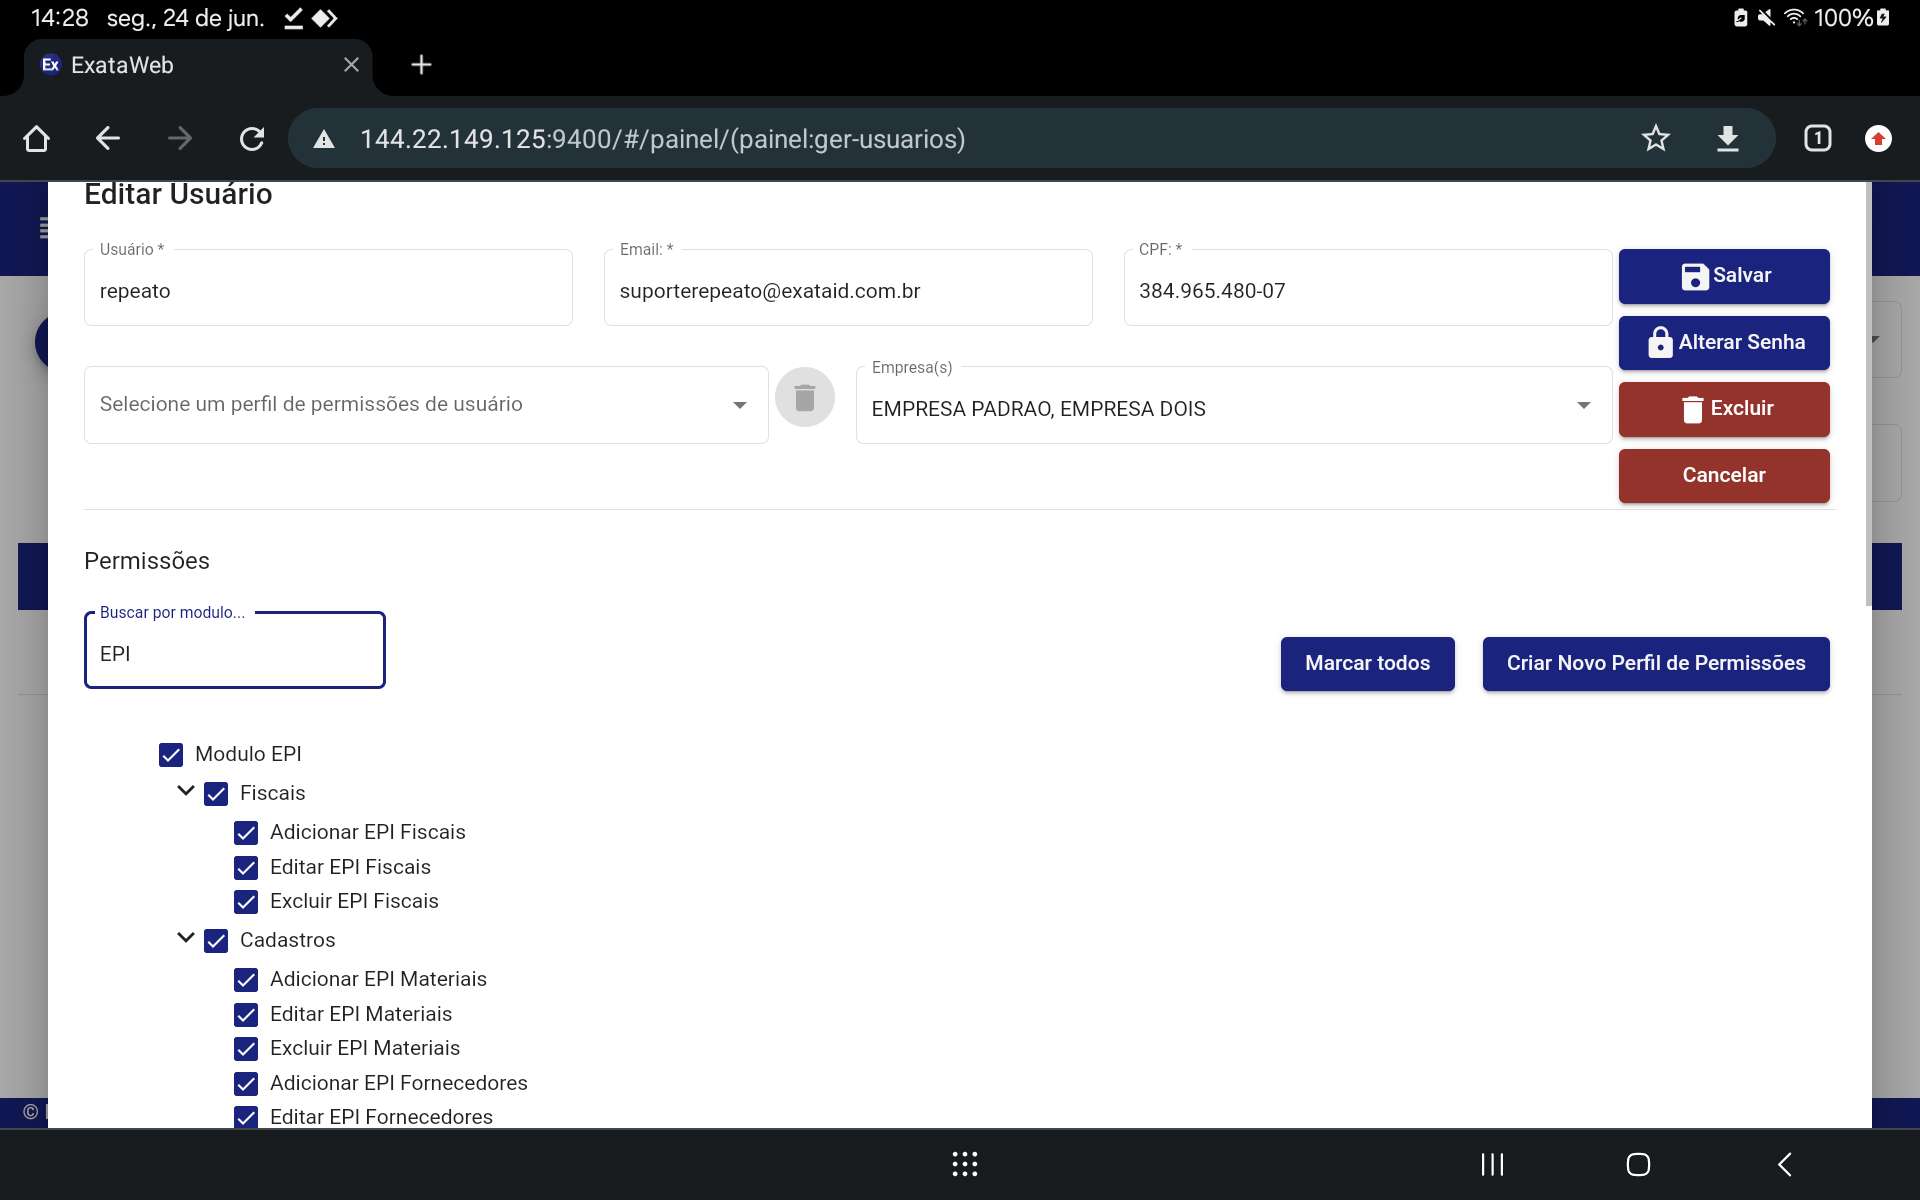 14:28 seg., 24 de jun. 100%
Ex ExataWeb
144.22.149.125:9400/#/painel/(painel:ger-usuarios) 1
Editar Usuário
Usuário * Email: * CPF: *
repeato suporterepeato@exataid.com.br 384.965.480-07 Salvar
Alterar Senha
Empresa(s)
Selecione um perfil de permissões de usuário EMPRESA PADRAO, EMPRESA DOIS Excluir
Cancelar
Permissões
Buscar por modulo...
EPI
Marcar todos Criar Novo Perfil de Permissões
Modulo EPI
Fiscais
Adicionar EPI Fiscais
Editar EPI Fiscais
Excluir EPI Fiscais
Cadastros
Adicionar EPI Materiais
Editar EPI Materiais
Excluir EPI Materiais
Adicionar EPI Fornecedores
Editar EPI Fornecedores
©